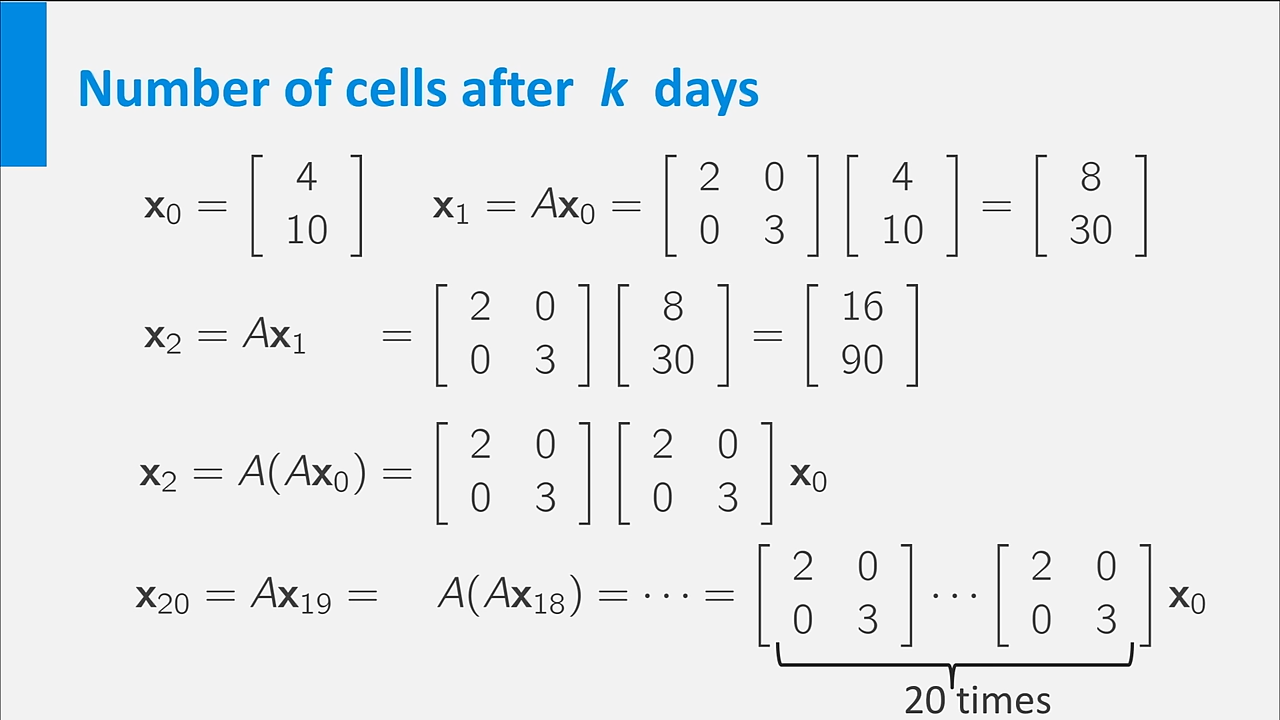 Number of cells after k days
x₀ = [ 4 10 ] x₁ = Ax₀ = [ 2 0 0 3 ] [ 4 10 ] = [ 8 30 ]
x₂ = Ax₁ = [ 2 0 0 3 ] [ 8 30 ] = [ 16 90 ]
x₂ = A(Ax₀) = [ 2 0 0 3 ] [ 2 0 0 3 ] x₀
x₂₀ = Ax₁₉ = A(Ax₁₈) = ⋯ = [ 2 0 0 3 ] ⋯ [ 2 0 0 3 ] x₀
20 times